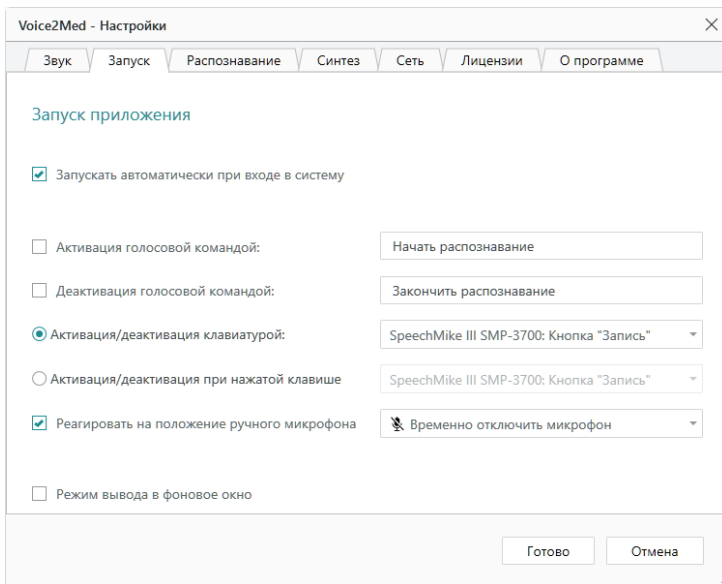 Voice2Med - Настройки
Звук Запуск Распознавание Синтез Сеть Лицензии О программе
Запуск приложения
Запускать автоматически при входе в систему
Активация голосовой командой: Начать распознавание
Деактивация голосовой командой: Закончить распознавание
Активация/деактивация клавиатурой: SpeechMike III SMP-3700: Кнопка "Запись"
Активация/деактивация при нажатой клавише SpeechMike III SMP-3700: Кнопка "Запись"
Реагировать на положение ручного микрофона Временно отключить микрофон
Режим вывода в фоновое окно
Готово Отмена